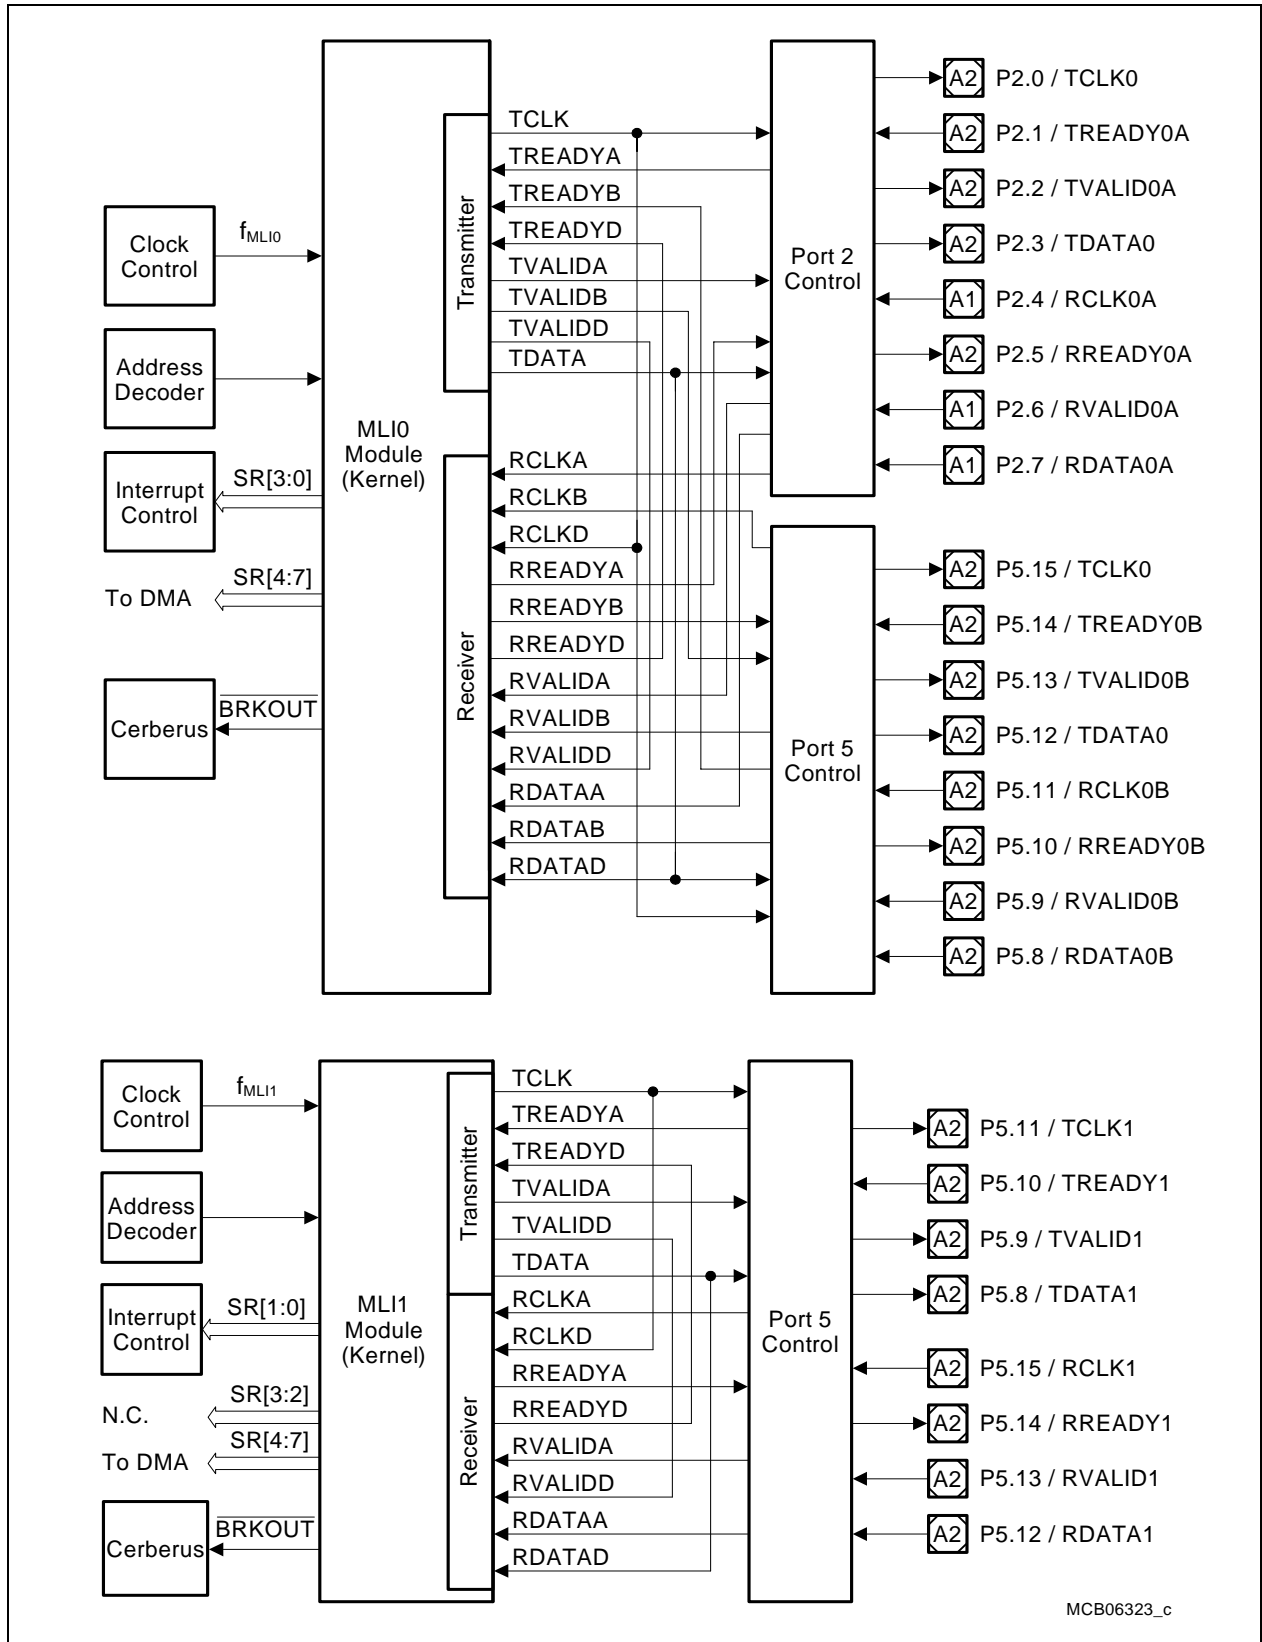 TCLK
TREADYA
TREADYB
TREADYD
TVALIDA
TVALIDB
TVALIDD
TDATA
Transmitter
Clock
Control
fMLI0
Address
Decoder
MLI0
Module
(Kernel)
Interrupt
Control
SR[3:0]
To DMA
SR[4:7]
Cerberus
BRKOUT
RCLKA
RCLKB
RCLKD
RREADYA
RREADYB
RREADYD
RVALIDA
RVALIDB
RVALIDD
RDATAA
RDATAB
RDATAD
Receiver
Port 2
Control
A2 P2.0 / TCLK0
A2 P2.1 / TREADY0A
A2 P2.2 / TVALID0A
A2 P2.3 / TDATA0
A1 P2.4 / RCLK0A
A2 P2.5 / RREADY0A
A1 P2.6 / RVALID0A
A1 P2.7 / RDATA0A
Port 5
Control
A2 P5.15 / TCLK0
A2 P5.14 / TREADY0B
A2 P5.13 / TVALID0B
A2 P5.12 / TDATA0
A2 P5.11 / RCLK0B
A2 P5.10 / RREADY0B
A2 P5.9 / RVALID0B
A2 P5.8 / RDATA0B
Clock
Control
fMLI1
Address
Decoder
Interrupt
Control
SR[1:0]
N.C.
SR[3:2]
To DMA
SR[4:7]
Cerberus
BRKOUT
MLI1
Module
(Kernel)
Transmitter
Receiver
TCLK
TREADYA
TREADYD
TVALIDA
TVALIDD
TDATA
RCLKA
RCLKD
RREADYA
RREADYD
RVALIDA
RVALIDD
RDATAA
RDATAD
Port 5
Control
A2 P5.11 / TCLK1
A2 P5.10 / TREADY1
A2 P5.9 / TVALID1
A2 P5.8 / TDATA1
A2 P5.15 / RCLK1
A2 P5.14 / RREADY1
A2 P5.13 / RVALID1
A2 P5.12 / RDATA1
MCB06323_c